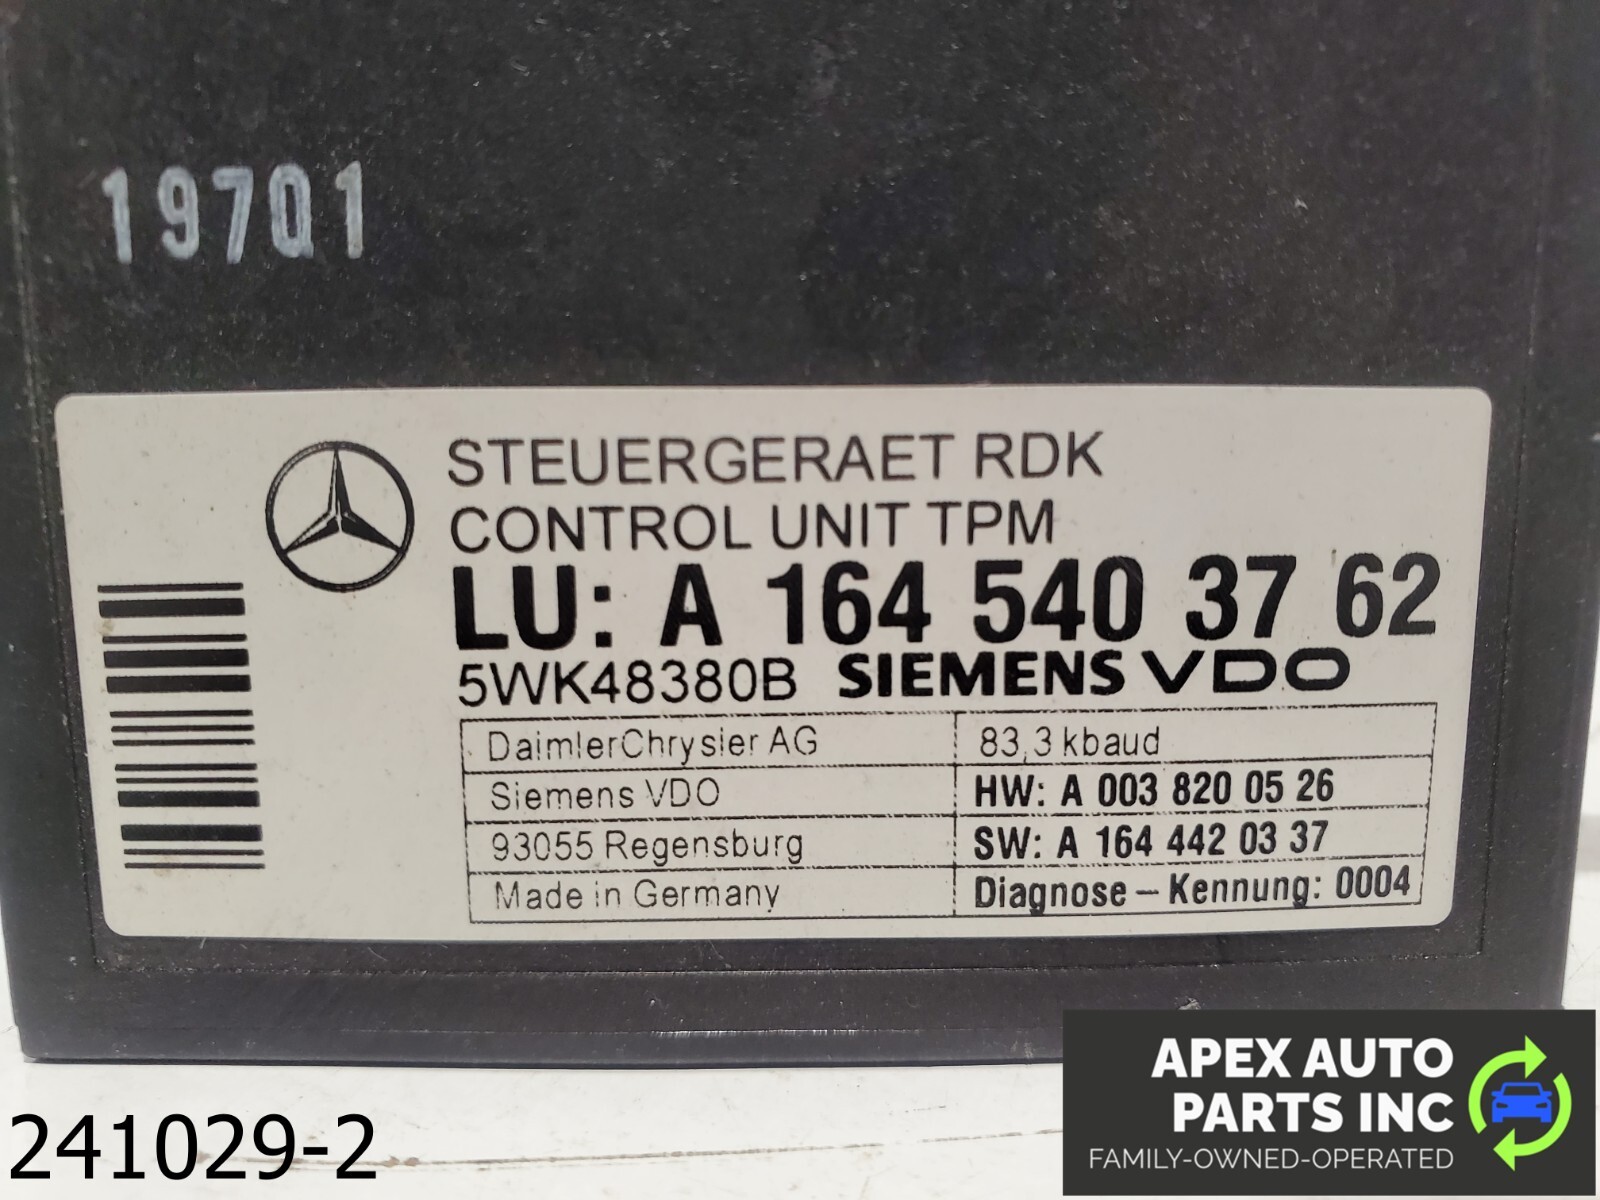 19701
STEUERGERAET RDK
CONTROL UNIT TPM
LU: A 164 540 37 62
5WK48380B SIEMENS VDO
DaimlerChrysler AG 83,3 kbaud
Siemens VDO HW: A 003 820 05 26
93055 Regensburg SW: A 164 442 03 37
Made in Germany Diagnose – Kennung: 0004
241029-2
APEX AUTO
PARTS INC
FAMILY-OWNED-OPERATED